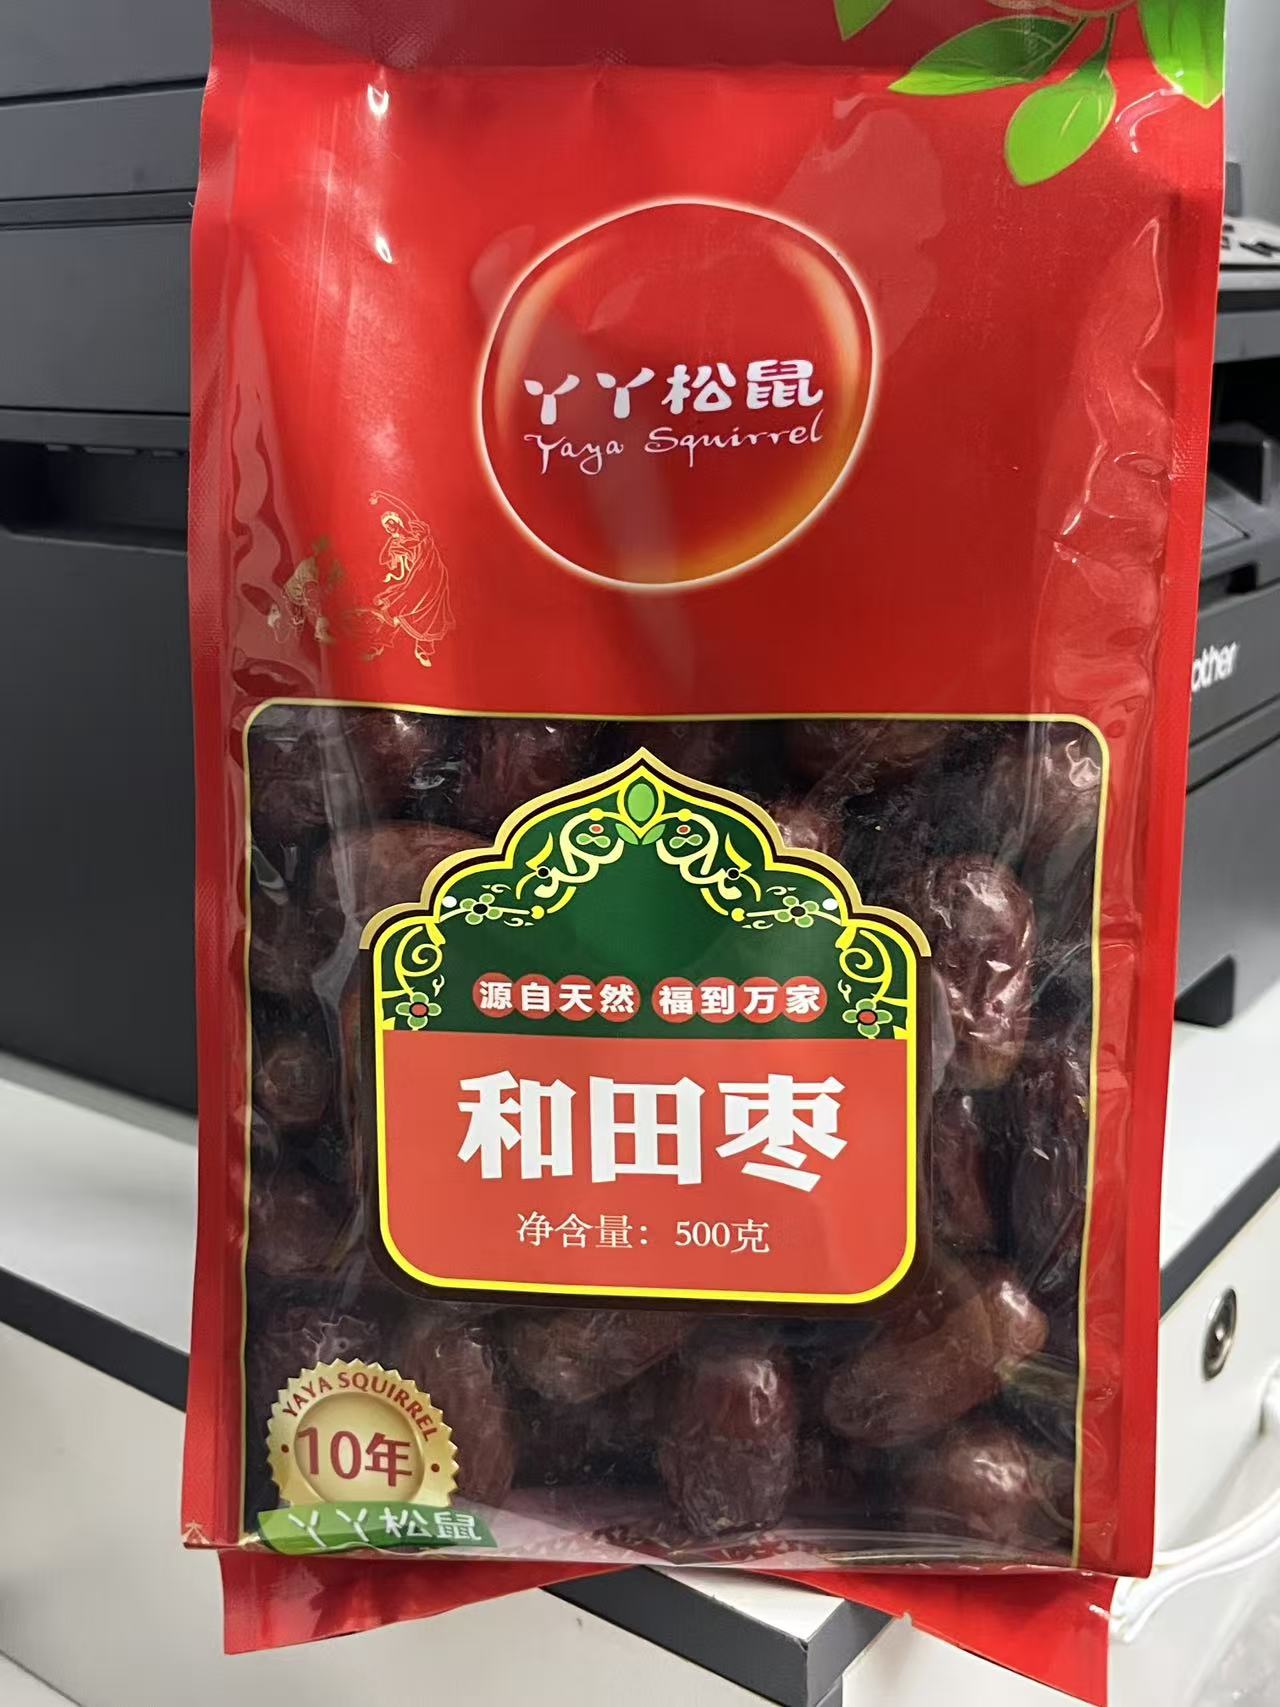 丫丫松鼠
Yaya Squirrel
other
源自天然 福到万家
和田枣
净含量：500克
YAYA SQUIRREL
10年
丫丫松鼠